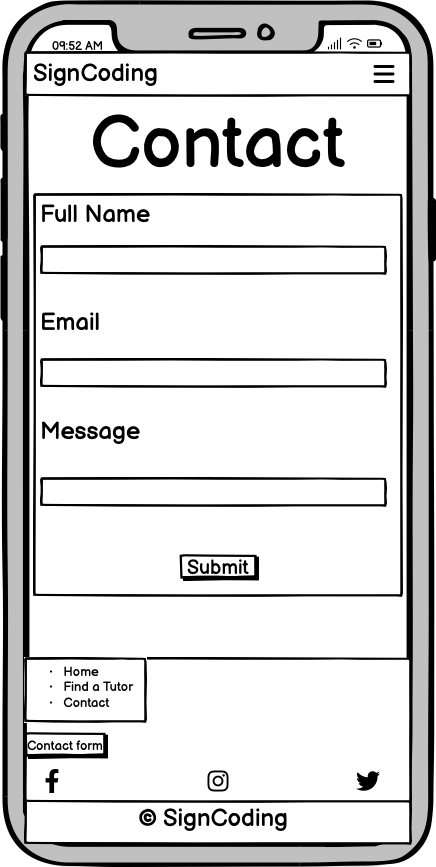 09:52 AM
SignCoding
Contact
Full Name
Email
Message
Submit
· Home
· Find a Tutor
· Contact
Contact form
© SignCoding